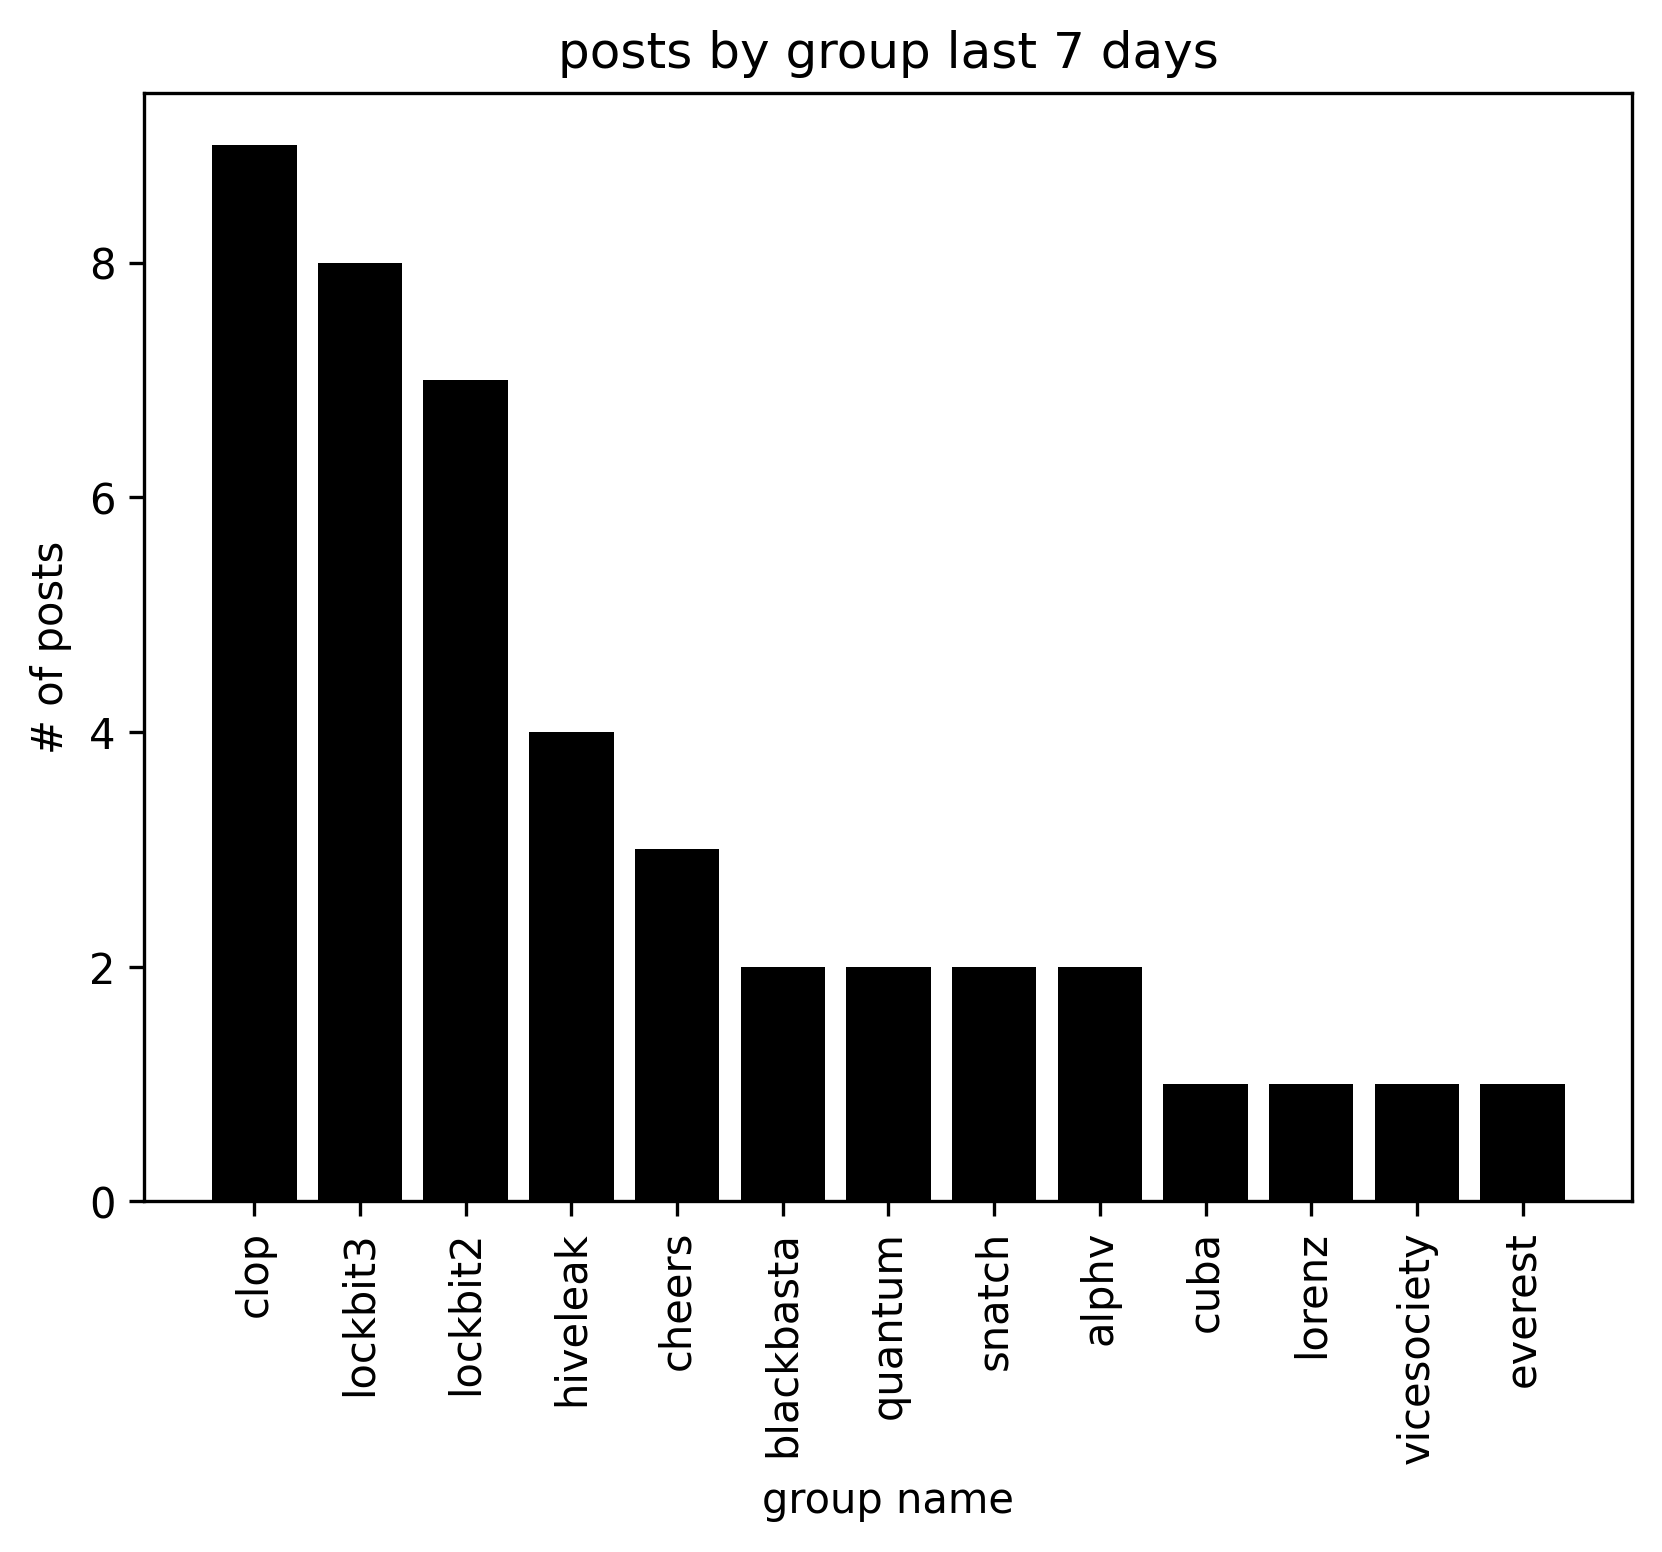 posts by group last 7 days
# of posts
8
6
4
2
0
clop
lockbit3
lockbit2
hiveleak
cheers
blackbasta
quantum
snatch
alphv
cuba
lorenz
vicesociety
everest
group name